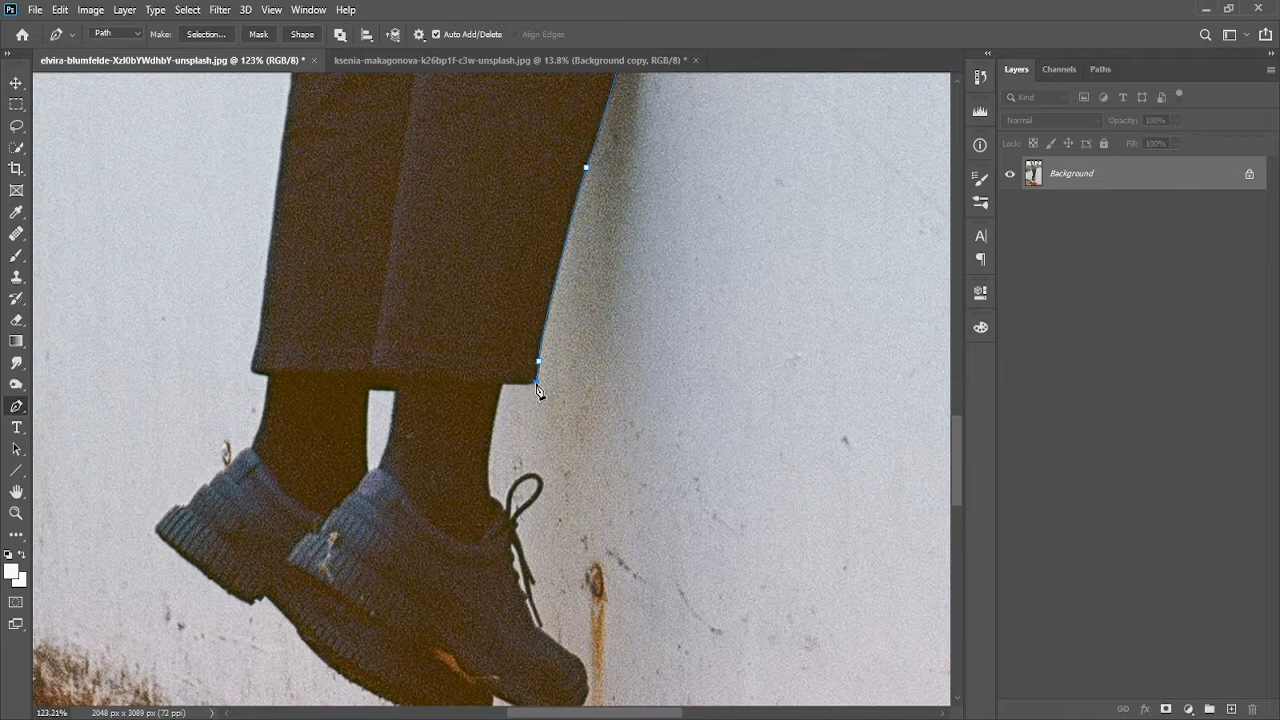 Ps File Edit Image Layer Type Select Filter 3D View Window Help
Path Make: Selection... Mask Shape Auto Add/Delete Align Edges
elvira-blumfelde-XzI0bYWdhbY-unsplash.jpg @ 123% (RGB/8) * × ksenia-makagonova-k26bp1f-c3w-unsplash.jpg @ 13.8% (Background copy, RGB/8) * ×
Layers Channels Paths
Kind
Normal Opacity: 100%
Lock: Fill: 100%
Background
123.21% 2048 px x 3089 px (72 ppi)